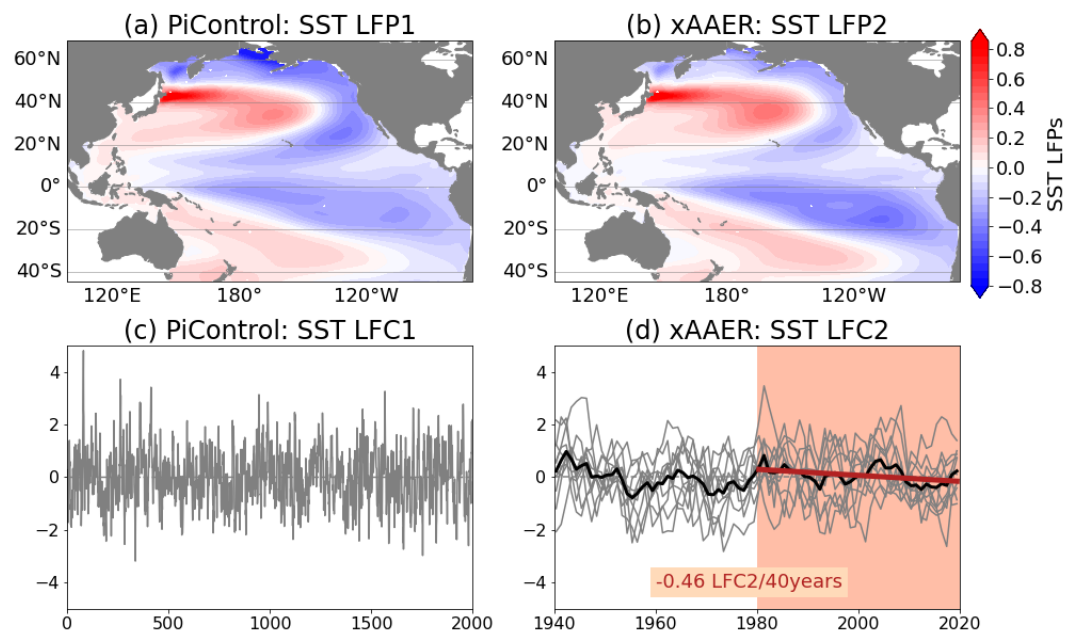 (a) PiControl: SST LFP1
(b) xAAER: SST LFP2
60°N
40°N
20°N
0°
20°S
40°S
120°E
180°
120°W
60°N
40°N
20°N
0°
20°S
40°S
120°E
180°
120°W
0.8
0.6
0.4
0.2
0.0
−0.2
−0.4
−0.6
−0.8
SST LFPs
(c) PiControl: SST LFC1
(d) xAAER: SST LFC2
4
2
0
−2
−4
0
500
1000
1500
2000
4
2
0
−2
−4
-0.46 LFC2/40years
1940
1960
1980
2000
2020